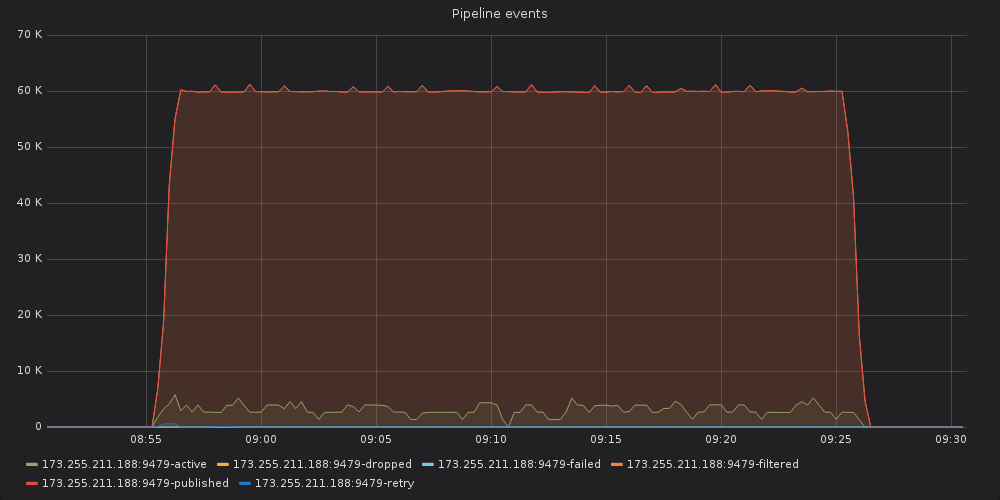 Pipeline events
70 K
60 K
50 K
40 K
30 K
20 K
10 K
0
08:55 09:00 09:05 09:10 09:15 09:20 09:25 09:30
173.255.211.188:9479-active 173.255.211.188:9479-dropped 173.255.211.188:9479-failed 173.255.211.188:9479-filtered
173.255.211.188:9479-published 173.255.211.188:9479-retry